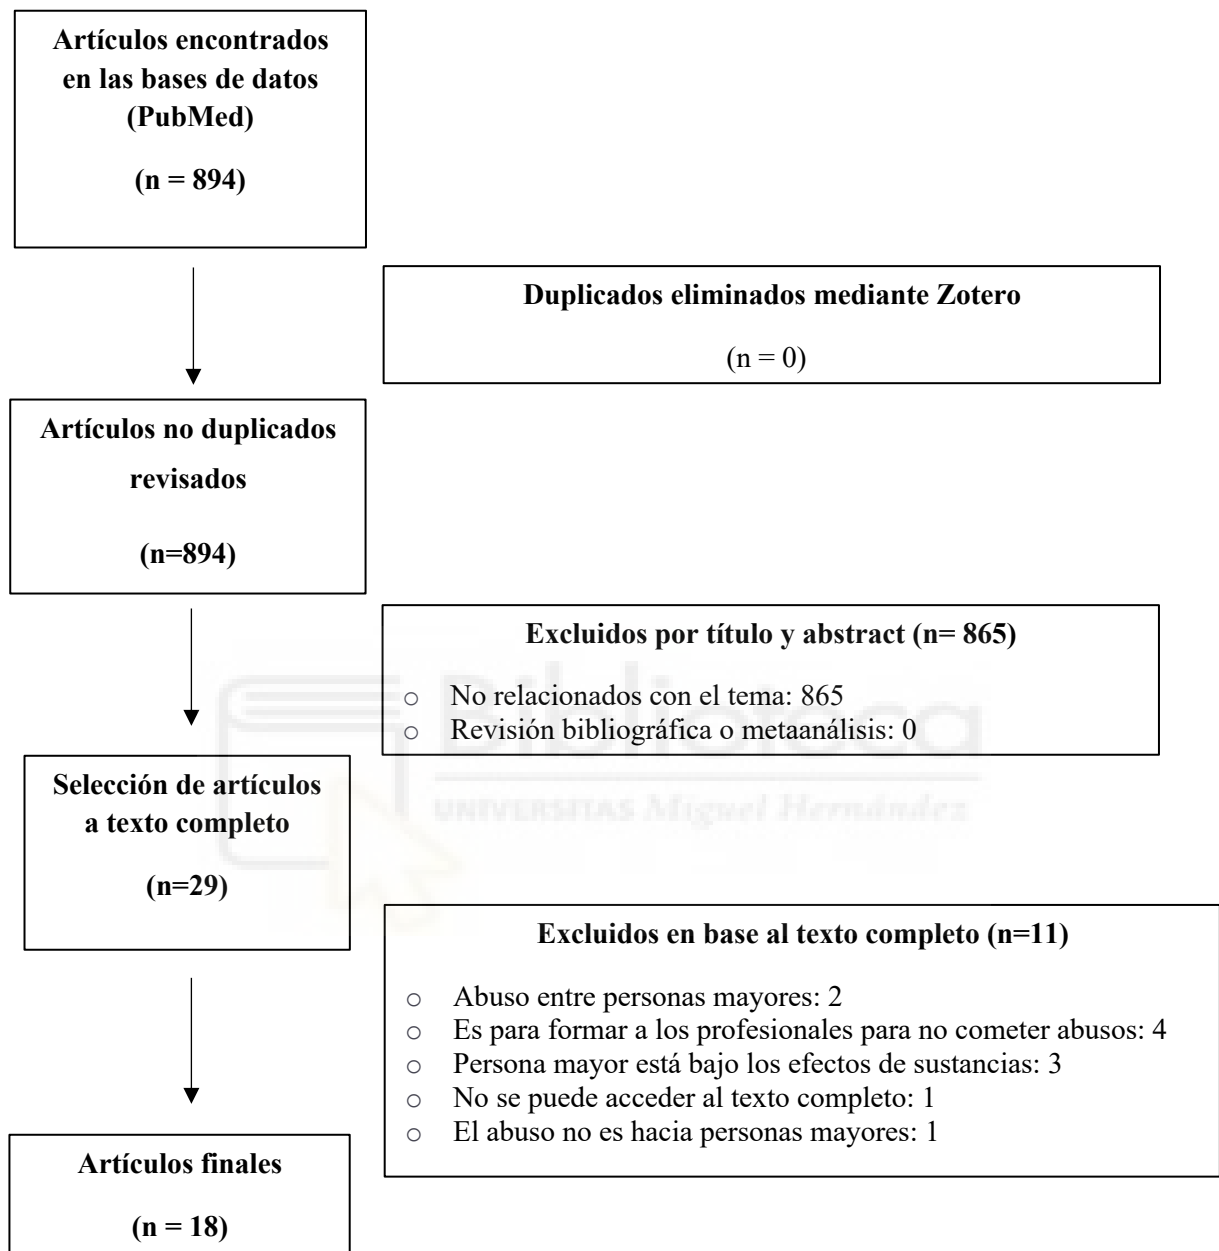 Artículos encontrados
en las bases de datos
(PubMed)
(n = 894)
Duplicados eliminados mediante Zotero
(n = 0)
Artículos no duplicados
revisados
(n=894)
Excluidos por título y abstract (n= 865)
○ No relacionados con el tema: 865
○ Revisión bibliográfica o metaanálisis: 0
Biblioteca
UNIVERSITAS Miguel Hernández
Selección de artículos
a texto completo
(n=29)
Excluidos en base al texto completo (n=11)
○ Abuso entre personas mayores: 2
○ Es para formar a los profesionales para no cometer abusos: 4
○ Persona mayor está bajo los efectos de sustancias: 3
○ No se puede acceder al texto completo: 1
○ El abuso no es hacia personas mayores: 1
Artículos finales
(n = 18)